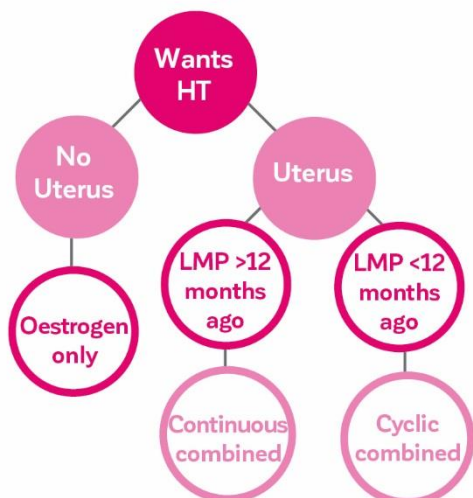 Wants
HT
No
Uterus
Uterus
Oestrogen
only
LMP >12
months
ago
LMP <12
months
ago
Continuous
combined
Cyclic
combined